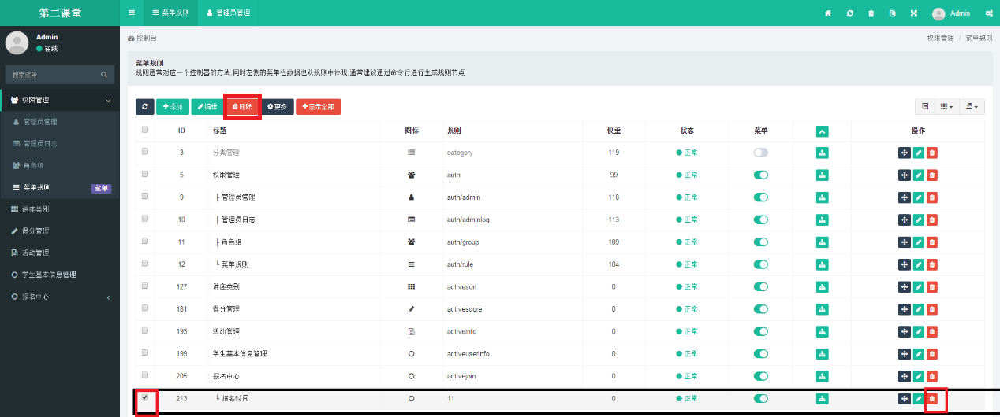 第二课堂
菜单规则
管理员管理
Admin
Admin
在线
控制台
权限管理 / 菜单规则
搜索菜单
权限管理
管理员管理
管理员日志
角色组
菜单规则 菜单
讲座类别
得分管理
活动管理
学生基本信息管理
报名中心
菜单规则
规则通常对应一个控制器的方法,同时左侧的菜单栏数据也从规则中体现,通常建议通过命令行进行生成规则节点
添加 编辑 删除 更多 显示全部
ID 标题 图标 规则 权重 状态 菜单 操作
3 分类管理 category 119 正常
5 权限管理 auth 99 正常
9 ├ 管理员管理 auth/admin 118 正常
10 ├ 管理员日志 auth/adminlog 113 正常
11 ├ 角色组 auth/group 109 正常
12 └ 菜单规则 auth/rule 104 正常
127 讲座类别 activesort 0 正常
181 得分管理 activescore 0 正常
193 活动管理 activeinfo 0 正常
199 学生基本信息管理 activeuserinfo 0 正常
205 报名中心 activejoin 0 正常
213 └ 报名时间 11 0 正常